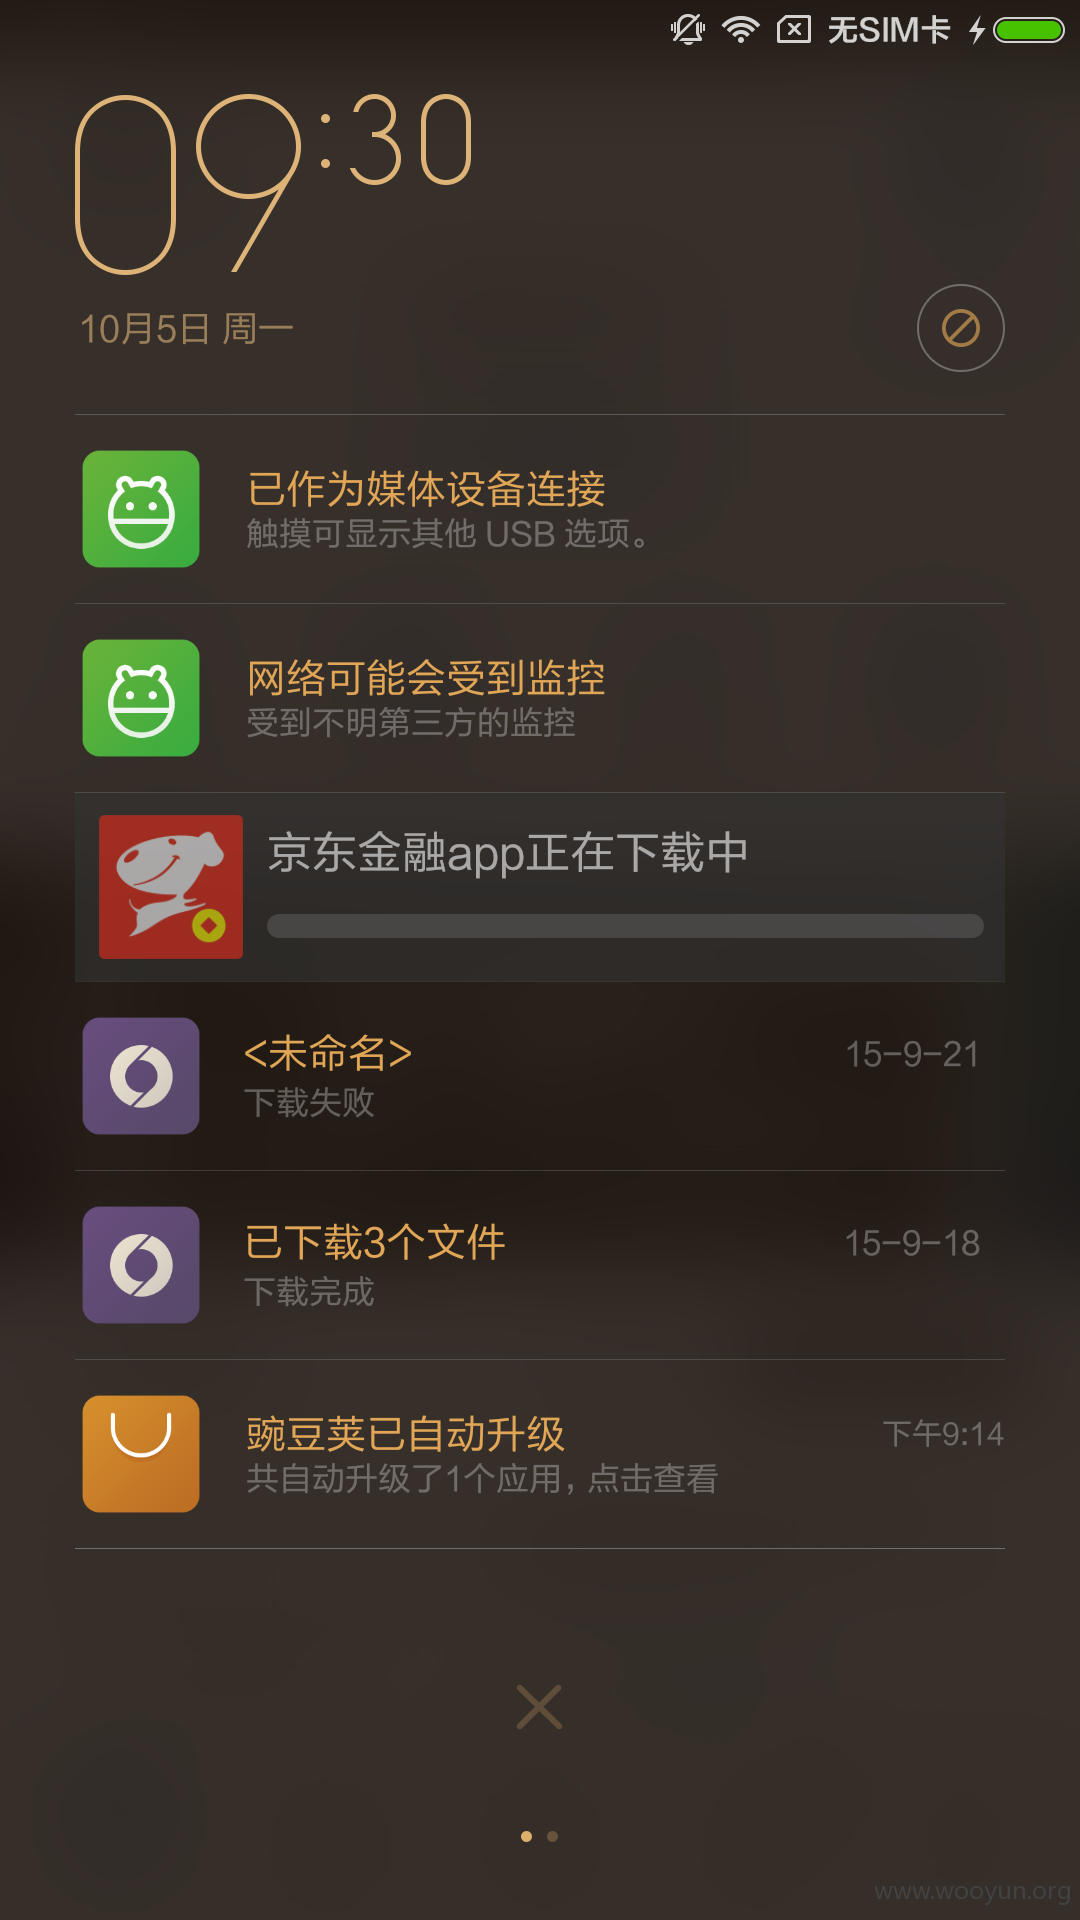 无SIM卡
09:30
10月5日 周一
已作为媒体设备连接
触摸可显示其他 USB 选项。
网络可能会受到监控
受到不明第三方的监控
京东金融app正在下载中
<未命名>
15-9-21
下载失败
已下载3个文件
15-9-18
下载完成
豌豆荚已自动升级
下午9:14
共自动升级了1个应用，点击查看
www.wooyun.org